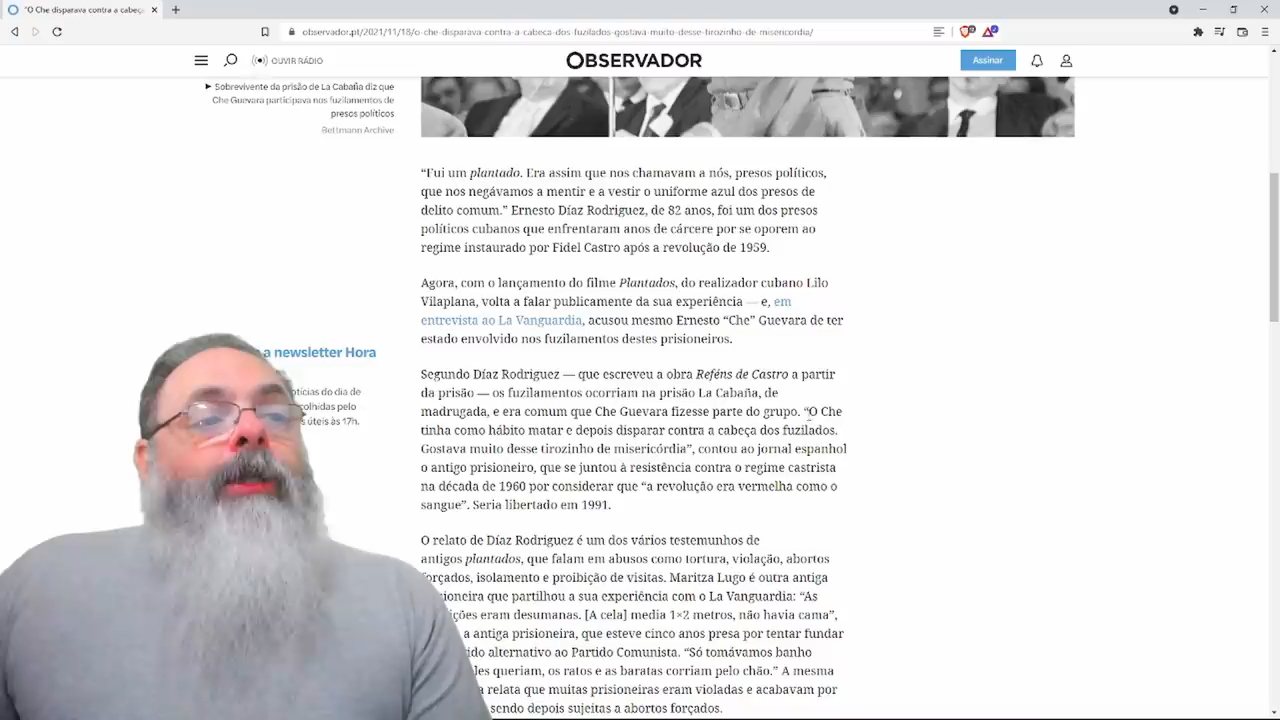 "O Che disparava contra a cabeça
observador.pt/2021/11/18/o-che-disparava-contra-a-cabeca-dos-fuzilados-gostava-muito-desse-tirozinho-de-misericordia/
OUVIR RÁDIO
OBSERVADOR
Assinar
▶ Sobrevivente da prisão de La Cabaña diz que
Che Guevara participava nos fuzilamentos de
presos políticos
Bettmann Archive
“Fui um plantado. Era assim que nos chamavam a nós, presos políticos,
que nos negávamos a mentir e a vestir o uniforme azul dos presos de
delito comum.” Ernesto Díaz Rodriguez, de 82 anos, foi um dos presos
políticos cubanos que enfrentaram anos de cárcere por se oporem ao
regime instaurado por Fidel Castro após a revolução de 1959.
Agora, com o lançamento do filme Plantados, do realizador cubano Lilo
Vilaplana, volta a falar publicamente da sua experiência — e, em
entrevista ao La Vanguardia, acusou mesmo Ernesto “Che” Guevara de ter
estado envolvido nos fuzilamentos destes prisioneiros.
a newsletter Hora
notícias do dia de
colhidas pelo
s úteis às 17h.
Segundo Díaz Rodriguez — que escreveu a obra Reféns de Castro a partir
da prisão — os fuzilamentos ocorriam na prisão La Cabaña, de
madrugada, e era comum que Che Guevara fizesse parte do grupo. “O Che
tinha como hábito matar e depois disparar contra a cabeça dos fuzilados.
Gostava muito desse tirozinho de misericórdia”, contou ao jornal espanhol
o antigo prisioneiro, que se juntou à resistência contra o regime castrista
na década de 1960 por considerar que “a revolução era vermelha como o
sangue”. Seria libertado em 1991.
O relato de Díaz Rodriguez é um dos vários testemunhos de
antigos plantados, que falam em abusos como tortura, violação, abortos
forçados, isolamento e proibição de visitas. Maritza Lugo é outra antiga
sioneira que partilhou a sua experiência com o La Vanguardia: “As
ições eram desumanas. [A cela] media 1×2 metros, não havia cama”,
a antiga prisioneira, que esteve cinco anos presa por tentar fundar
ido alternativo ao Partido Comunista. “Só tomávamos banho
les queriam, os ratos e as baratas corriam pelo chão.” A mesma
a relata que muitas prisioneiras eram violadas e acabavam por
sendo depois sujeitas a abortos forçados.